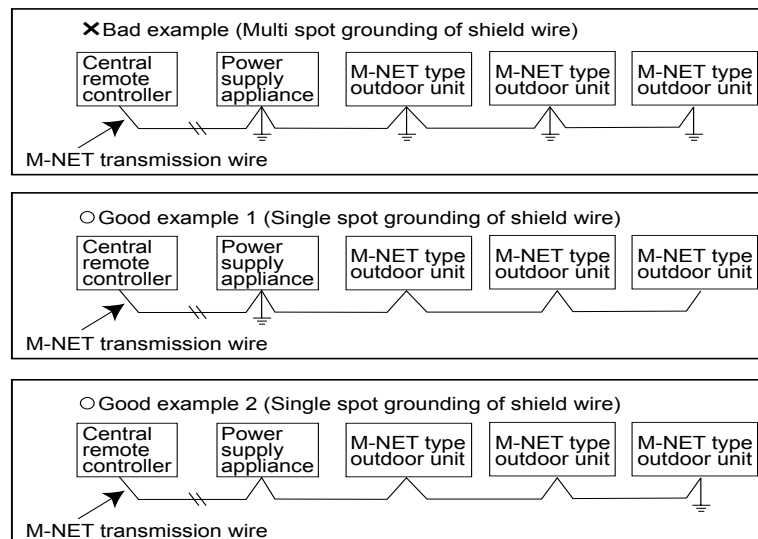 ✕Bad example (Multi spot grounding of shield wire)
Central
remote
controller
Power
supply
appliance
M-NET type
outdoor unit
M-NET type
outdoor unit
M-NET type
outdoor unit
M-NET transmission wire
○Good example 1 (Single spot grounding of shield wire)
Central
remote
controller
Power
supply
appliance
M-NET type
outdoor unit
M-NET type
outdoor unit
M-NET type
outdoor unit
M-NET transmission wire
○Good example 2 (Single spot grounding of shield wire)
Central
remote
controller
Power
supply
appliance
M-NET type
outdoor unit
M-NET type
outdoor unit
M-NET type
outdoor unit
M-NET transmission wire